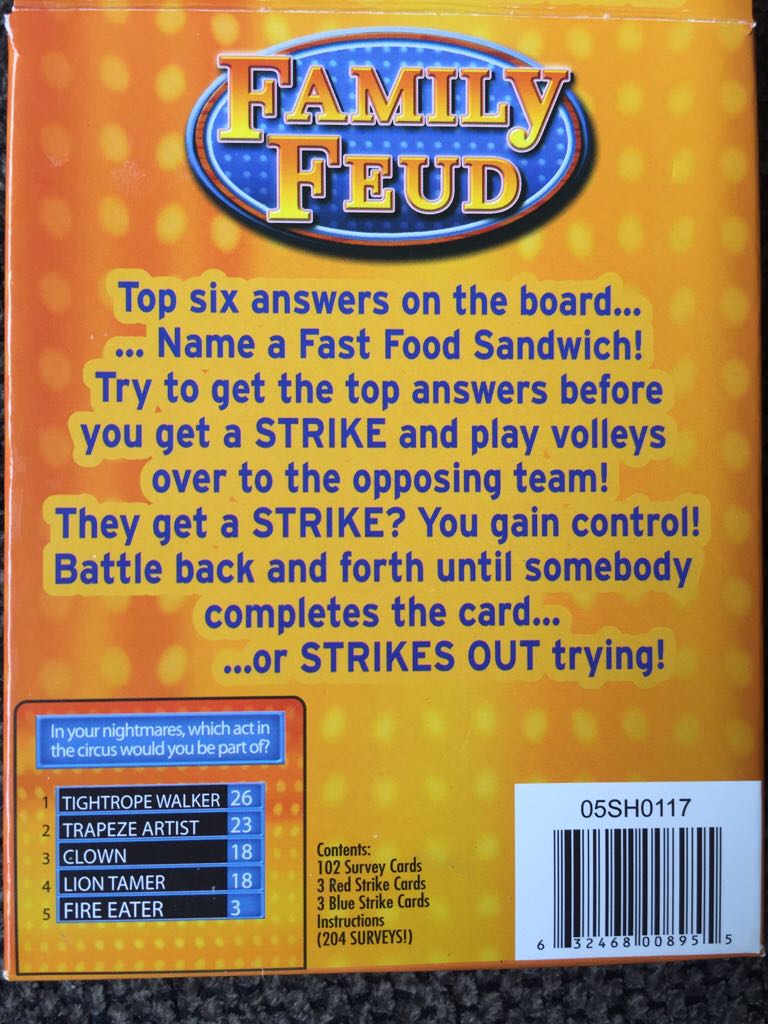 FAMILY
FEUD
Top six answers on the board...
... Name a Fast Food Sandwich!
Try to get the top answers before
you get a STRIKE and play volleys
over to the opposing team!
They get a STRIKE? You gain control!
Battle back and forth until somebody
completes the card...
...or STRIKES OUT trying!
In your nightmares, which act in
the circus would you be part of?
1 TIGHTROPE WALKER 26
2 TRAPEZE ARTIST 23
3 CLOWN 18
4 LION TAMER 18
5 FIRE EATER 3
Contents:
102 Survey Cards
3 Red Strike Cards
3 Blue Strike Cards
Instructions
(204 SURVEYS!)
05SH0117
6 32468 00895 5